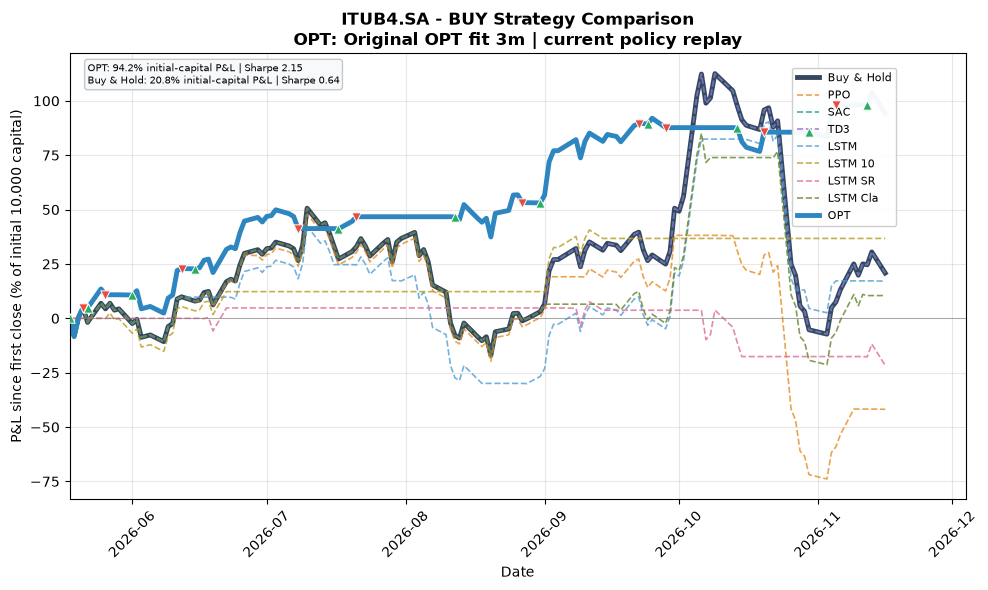 ITUB4.SA - BUY Strategy Comparison
OPT: Original OPT fit 3m | current policy replay
OPT: 94.2% initial-capital P&L | Sharpe 2.15
Buy & Hold: 20.8% initial-capital P&L | Sharpe 0.64
Buy & Hold
PPO
SAC
TD3
LSTM
LSTM 10
LSTM SR
LSTM Cla
OPT
P&L since first close (% of initial 10,000 capital)
100
75
50
25
0
−25
−50
−75
2026-06
2026-07
2026-08
2026-09
2026-10
2026-11
2026-12
Date